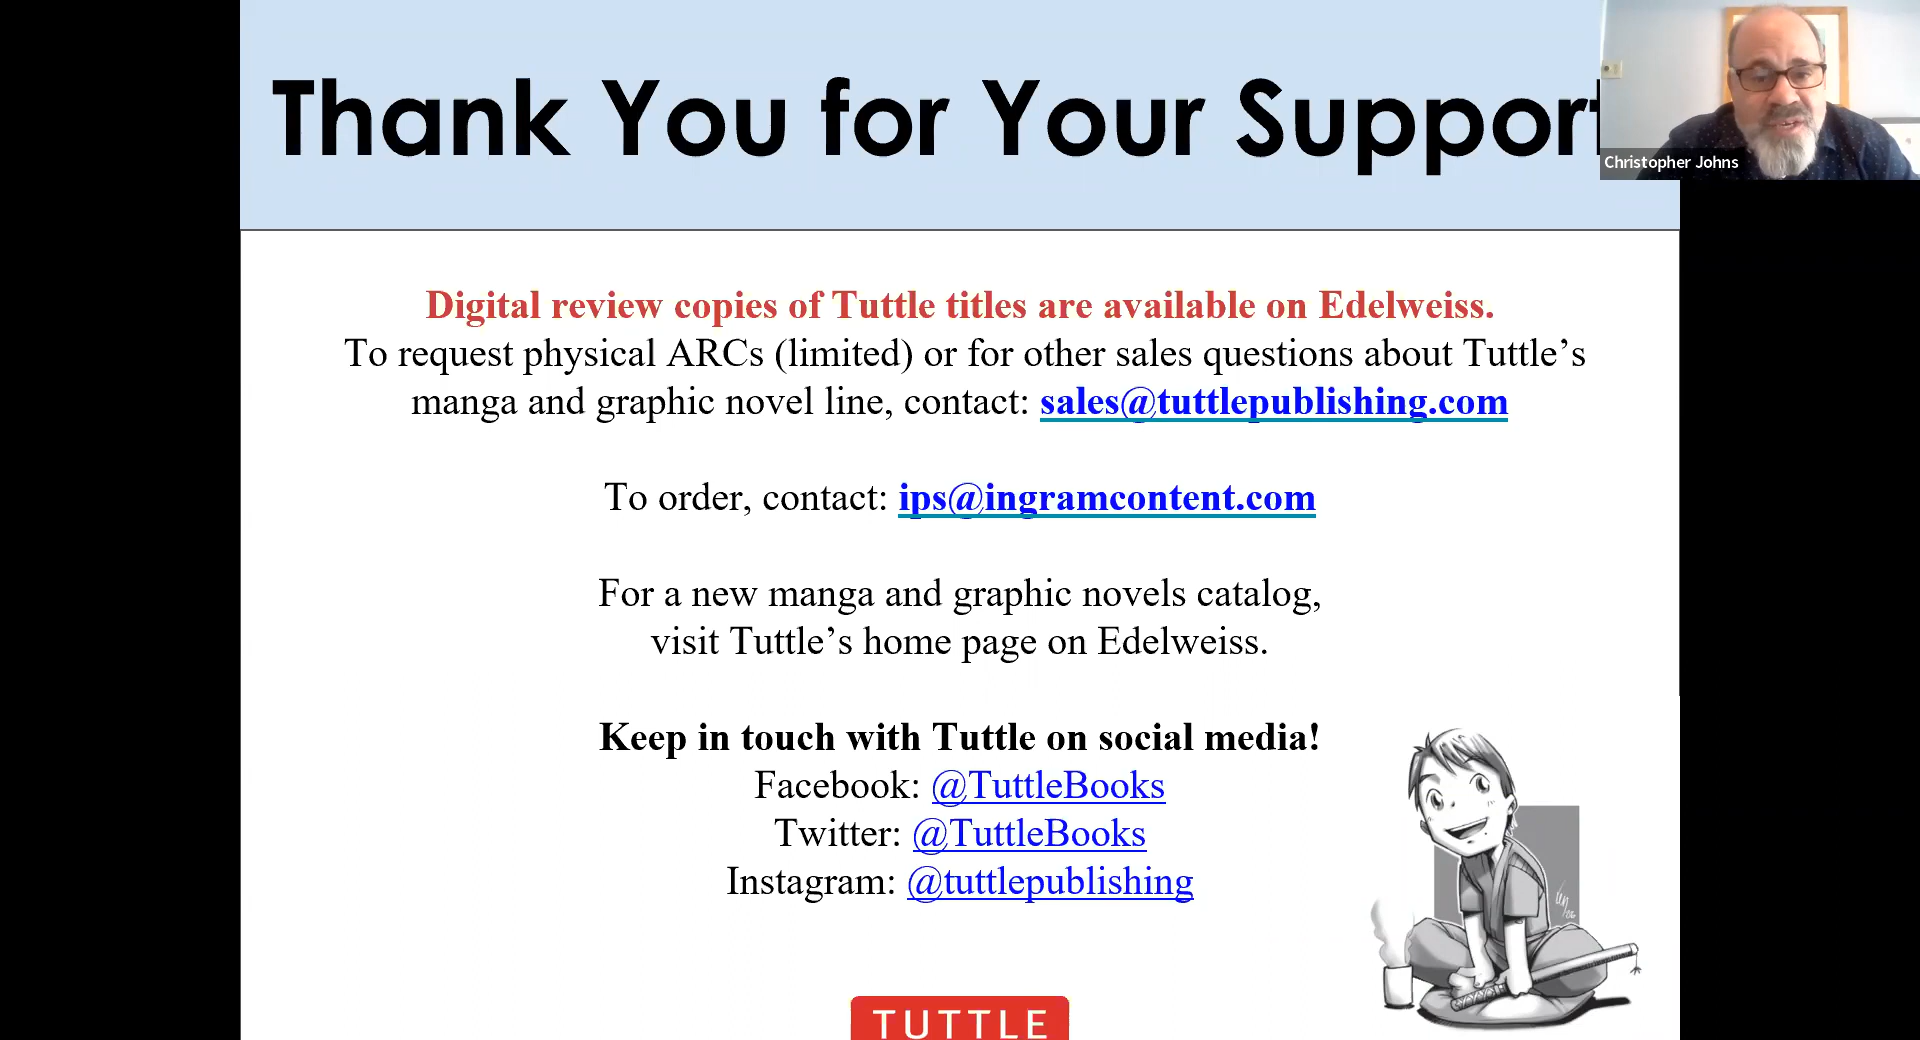 Thank You for Your Support
Christopher Johns
Digital review copies of Tuttle titles are available on Edelweiss.
To request physical ARCs (limited) or for other sales questions about Tuttle’s
manga and graphic novel line, contact: sales@tuttlepublishing.com
To order, contact: ips@ingramcontent.com
For a new manga and graphic novels catalog,
visit Tuttle’s home page on Edelweiss.
Keep in touch with Tuttle on social media!
Facebook: @TuttleBooks
Twitter: @TuttleBooks
Instagram: @tuttlepublishing
TUTTLE